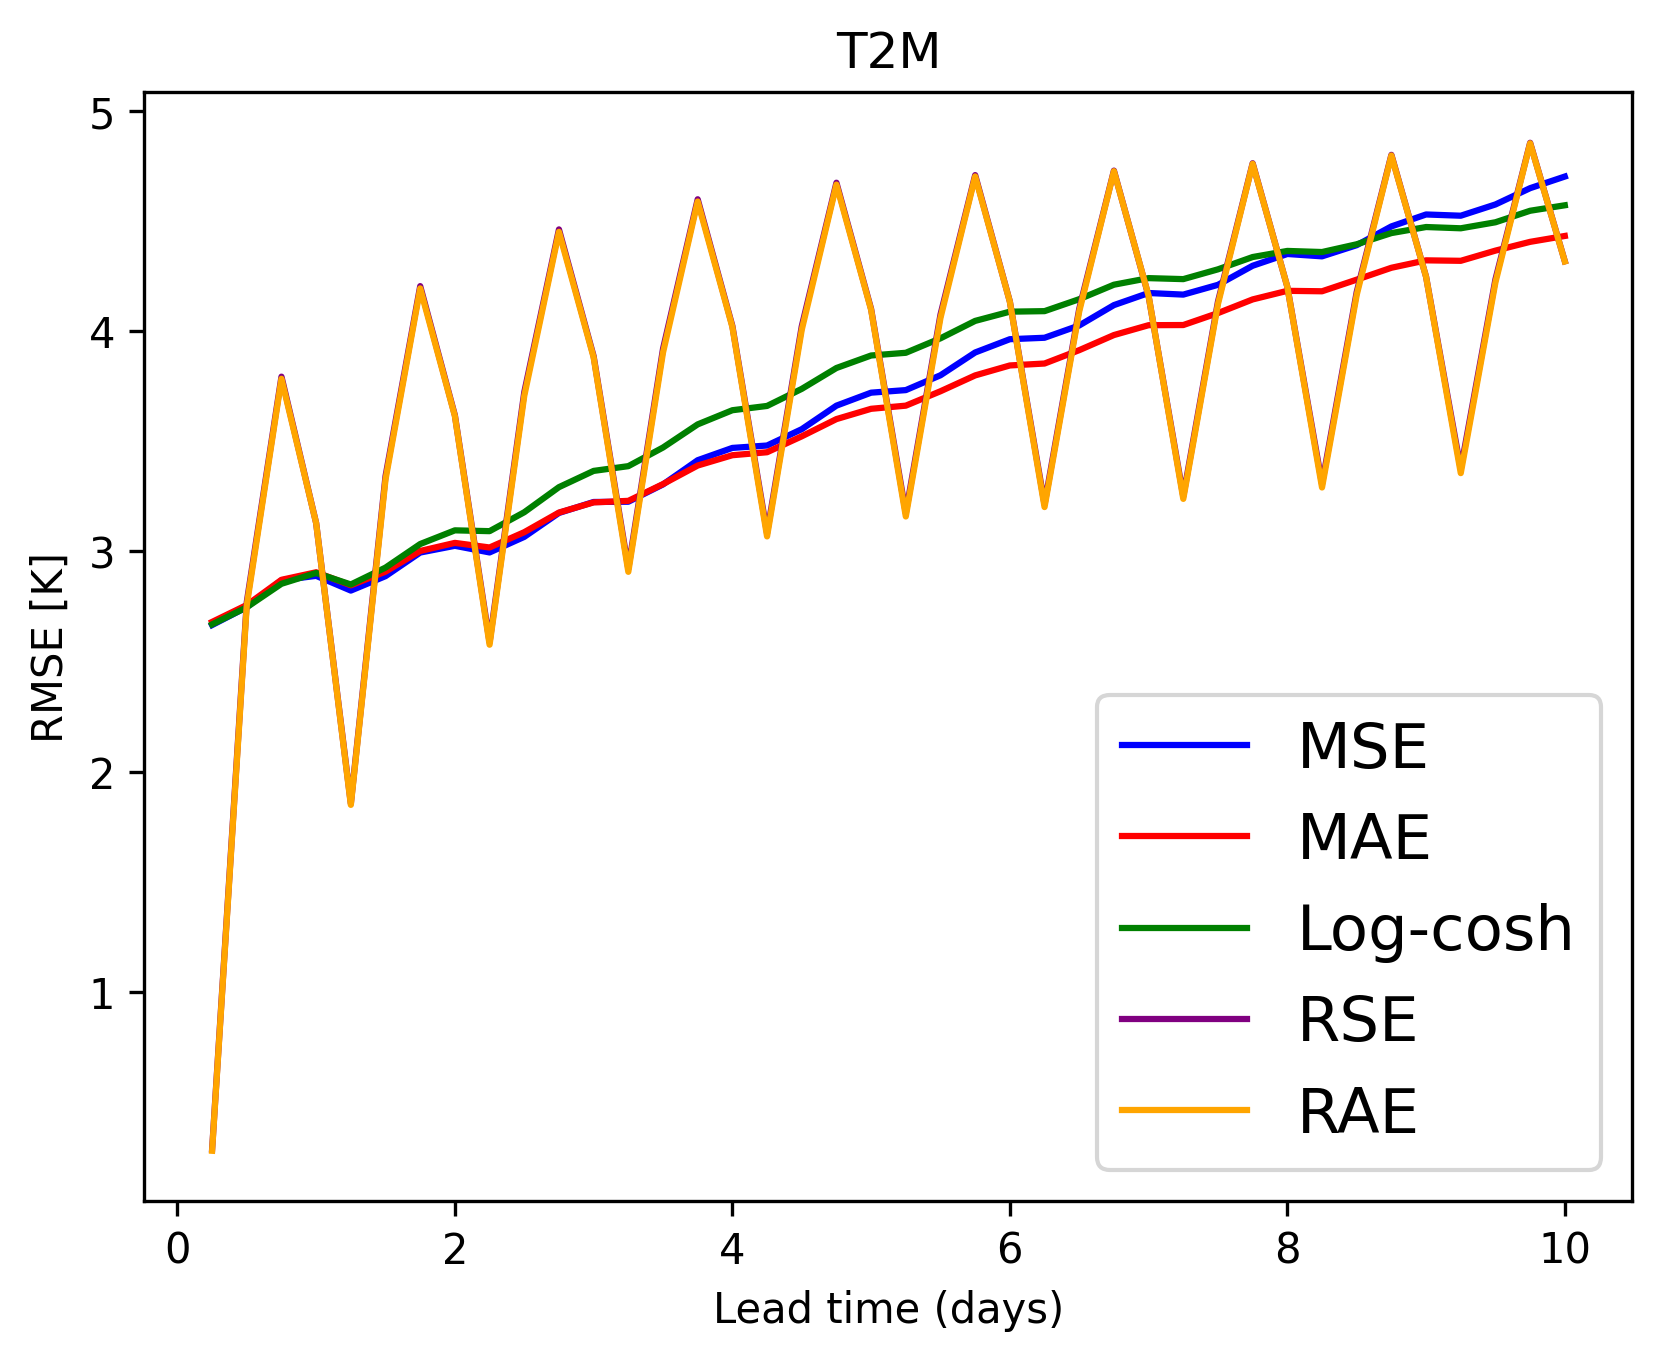 T2M
5
4
3
2
1
RMSE [K]
MSE
MAE
Log-cosh
RSE
RAE
0 2 4 6 8 10
Lead time (days)